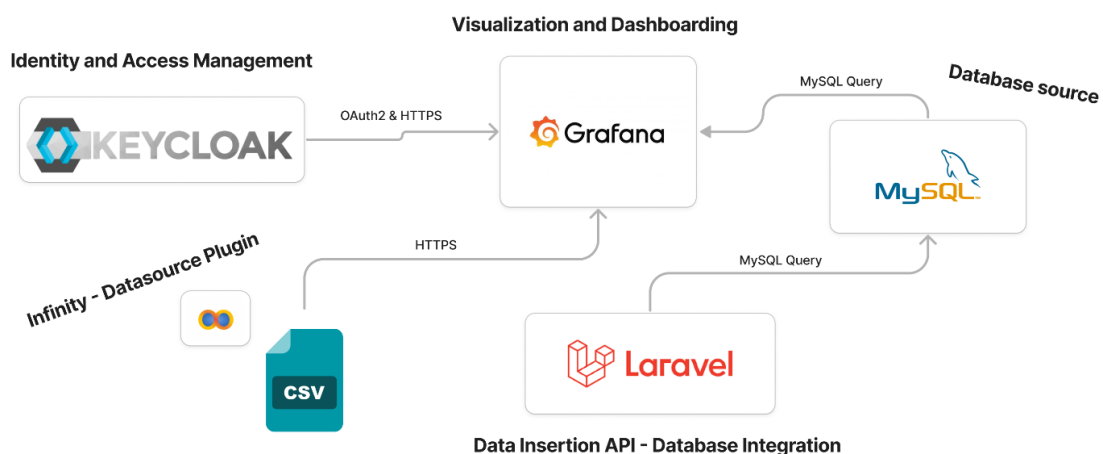 Visualization and Dashboarding
Identity and Access Management
KEYCLOAK
OAuth2 & HTTPS
Grafana
MySQL Query
Database source
MySQL
Infinity - Datasource Plugin
HTTPS
MySQL Query
CSV
Laravel
Data Insertion API - Database Integration